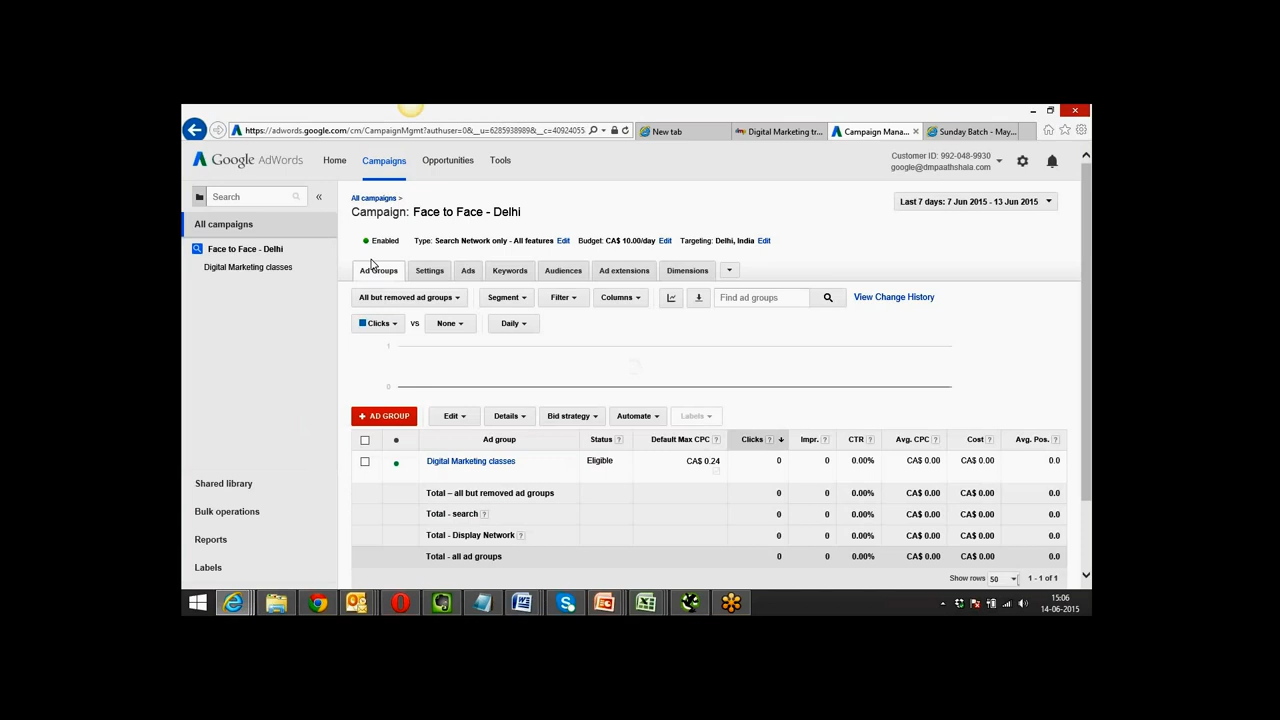 https://adwords.google.com/cm/CampaignMgmt?authuser=0&__u=6285938989&__c=40924055
New tab
Digital Marketing tr...
Campaign Mana...
Sunday Batch - May...
Google AdWords
Home
Campaigns
Opportunities
Tools
Customer ID: 992-048-9930
google@dmpaathshala.com
Search
All campaigns
Face to Face - Delhi
Digital Marketing classes
Shared library
Bulk operations
Reports
Labels
All campaigns >
Campaign: Face to Face - Delhi
Last 7 days: 7 Jun 2015 - 13 Jun 2015
Enabled Type: Search Network only - All features Edit Budget: CA$ 10.00/day Edit Targeting: Delhi, India Edit
Ad Groups Settings Ads Keywords Audiences Ad extensions Dimensions
All but removed ad groups Segment Filter Columns Find ad groups View Change History
Clicks VS None Daily
1
0
+ AD GROUP Edit Details Bid strategy Automate Labels
Ad group Status ? Default Max CPC ? Clicks ? Impr. ? CTR ? Avg. CPC ? Cost ? Avg. Pos. ?
Digital Marketing classes Eligible CA$ 0.24 0 0 0.00% CA$ 0.00 CA$ 0.00 0.0
Total – all but removed ad groups 0 0 0.00% CA$ 0.00 CA$ 0.00 0.0
Total - search ? 0 0 0.00% CA$ 0.00 CA$ 0.00 0.0
Total - Display Network ? 0 0 0.00% CA$ 0.00 CA$ 0.00 0.0
Total - all ad groups 0 0 0.00% CA$ 0.00 CA$ 0.00 0.0
Show rows 50 1 - 1 of 1
15:06
14-06-2015